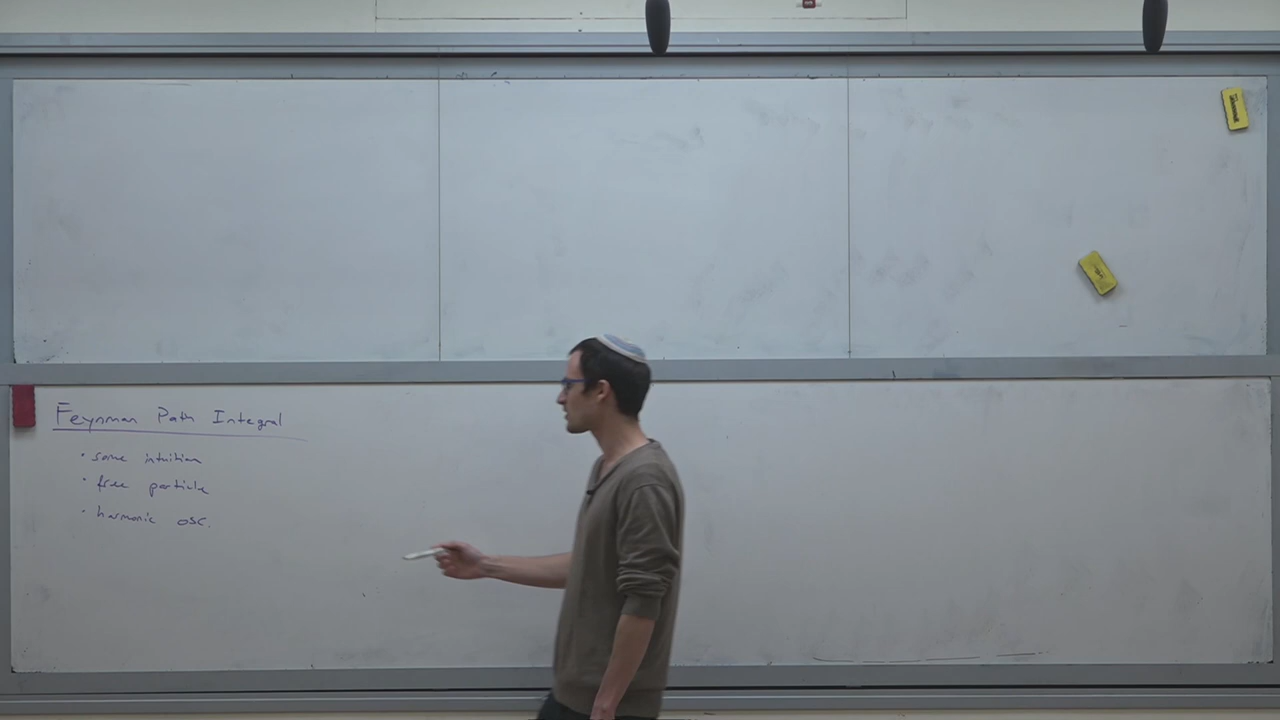 Feynman Path Integral
· some intuition
· free particle
· harmonic osc.